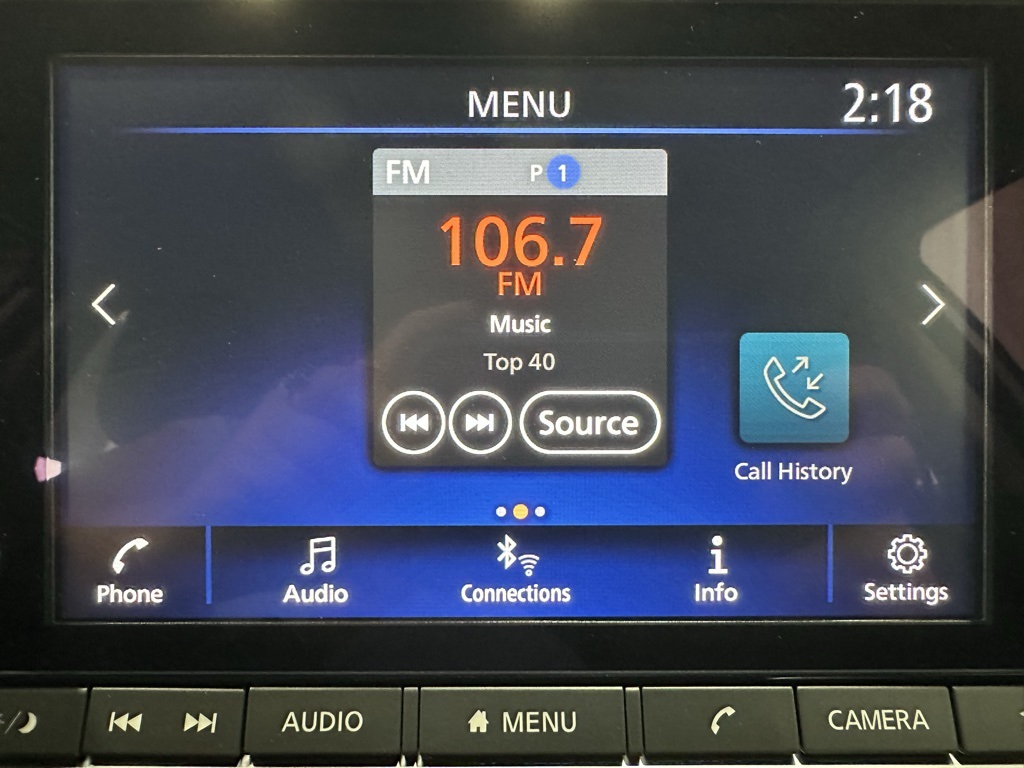 MENU
2:18
FM P 1
106.7
FM
Music
Top 40
Source
Call History
Phone Audio Connections Info Settings
AUDIO MENU CAMERA